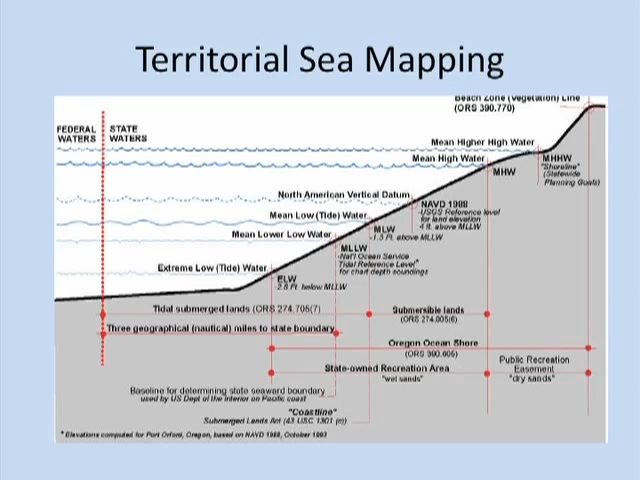 Territorial Sea Mapping
Beach Zone (Vegetation) Line
(ORS 390.770)
FEDERAL
WATERS
STATE
WATERS
Mean Higher High Water
Mean High Water
MHHW
"Shoreline"
(Statewide
Planning Goals)
MHW
North American Vertical Datum
NAVD 1988
-USGS Reference level
for land elevation
4 ft. above MLLW
Mean Low (Tide) Water
MLW
-1.3 Ft. above MLLW
Mean Lower Low Water
MLLW
-Nat'l Ocean Service
Tidal Reference Level*
for chart depth soundings
Extreme Low (Tide) Water
ELW
-2.8 Ft. below MLLW
Tidal submerged lands (ORS 274.705(7)
Submersible lands
(ORS 274.005(8)
Three geographical (nautical) miles to state boundary
Oregon Ocean Shore
(ORS 390.605)
State-owned Recreation Area
"wet sands"
Public Recreation
Easement
"dry sands"
Baseline for determining state seaward boundary
used by US Dept of the Interior on Pacific coast
"Coastline"
Submerged Lands Act (43 USC 1301 (c))
* Elevations computed for Port Orford, Oregon, based on NAVD 1988, October 1993